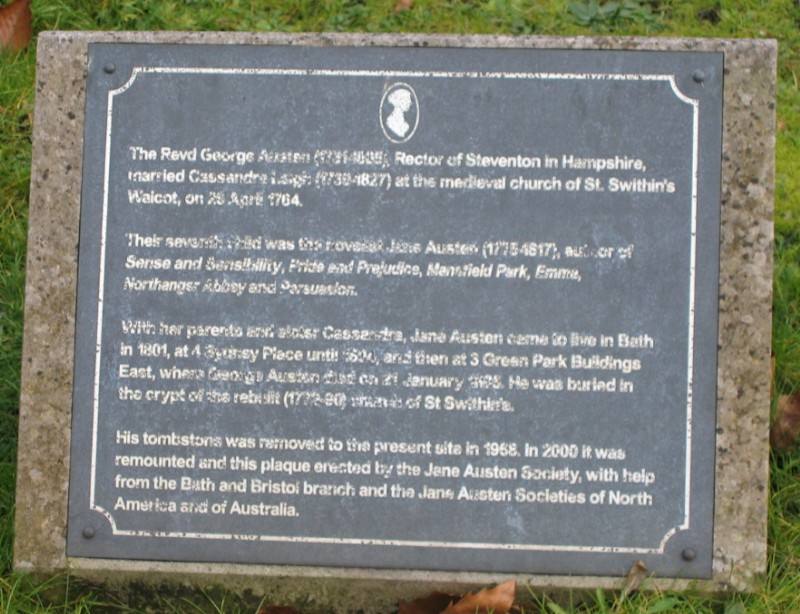 The Revd George Austen (1731-1805), Rector of Steventon in Hampshire,
married Cassandra Leigh (1739-1827) at the medieval church of St. Swithin's
Walcot, on 26 April 1764.
Their seventh child was the novelist Jane Austen (1775-1817), author of
Sense and Sensibility, Pride and Prejudice, Mansfield Park, Emma,
Northanger Abbey and Persuasion.
With her parents and sister Cassandra, Jane Austen came to live in Bath
in 1801, at 4 Sydney Place until and then at 3 Green Park Buildings
East, where George Austen died on 21 January 1805. He was buried in
the crypt of the rebuilt (1779-90) church of St Swithin's.
His tombstone was removed to the present site in 1968. In 2000 it was
remounted and this plaque erected by the Jane Austen Society, with help
from the Bath and Bristol branch and the Jane Austen Societies of North
America and of Australia.